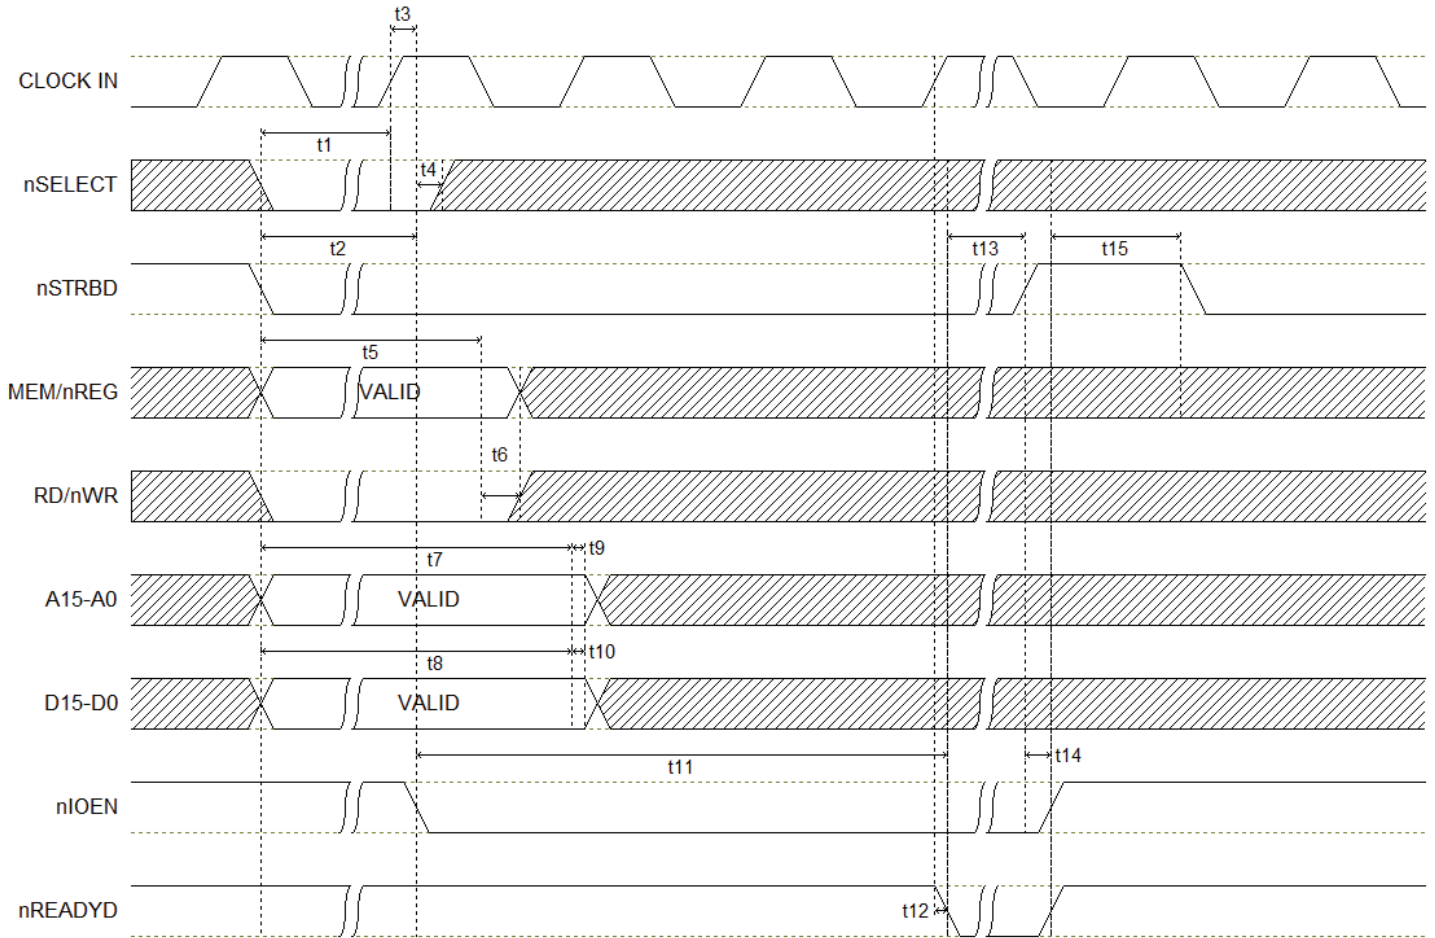 t3
CLOCK IN
t1
nSELECT
t4
t2
t13
t15
nSTRBD
t5
MEM/nREG
VALID
t6
RD/nWR
t7
t9
A15-A0
VALID
t8
t10
D15-D0
VALID
t11
t14
nIOEN
nREADYD
t12